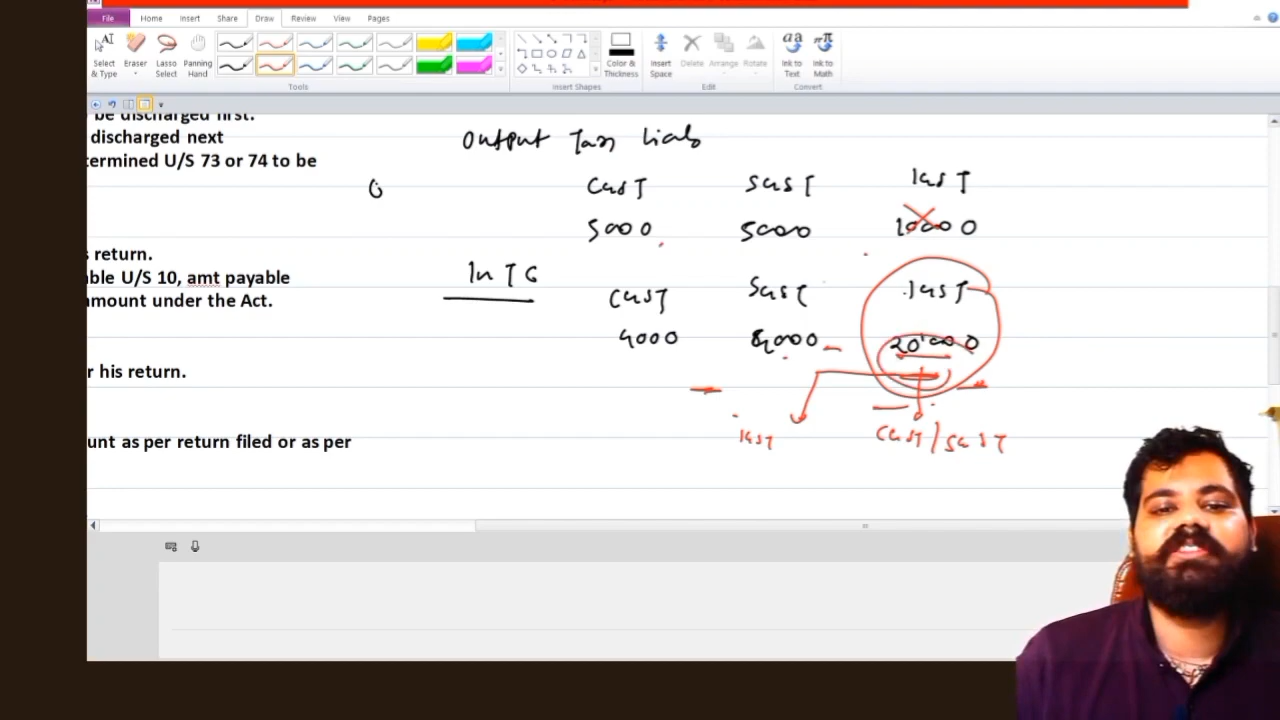 File Home Insert Share Draw Review View Pages
Select & Type Eraser Lasso Select Panning Hand Color & Thickness Insert Space Delete Arrange Rotate Ink to Text Ink to Math
Tools Insert Shapes Edit Convert
be discharged first.
discharged next
termined U/S 73 or 74 to be
s return.
able U/S 10, amt payable
amount under the Act.
r his return.
unt as per return filed or as per
Output Tax Liab
CGST SGST IGST
5000 5000 10000
CGST SGST IGST
4000 20000
IGST CGST/SGST